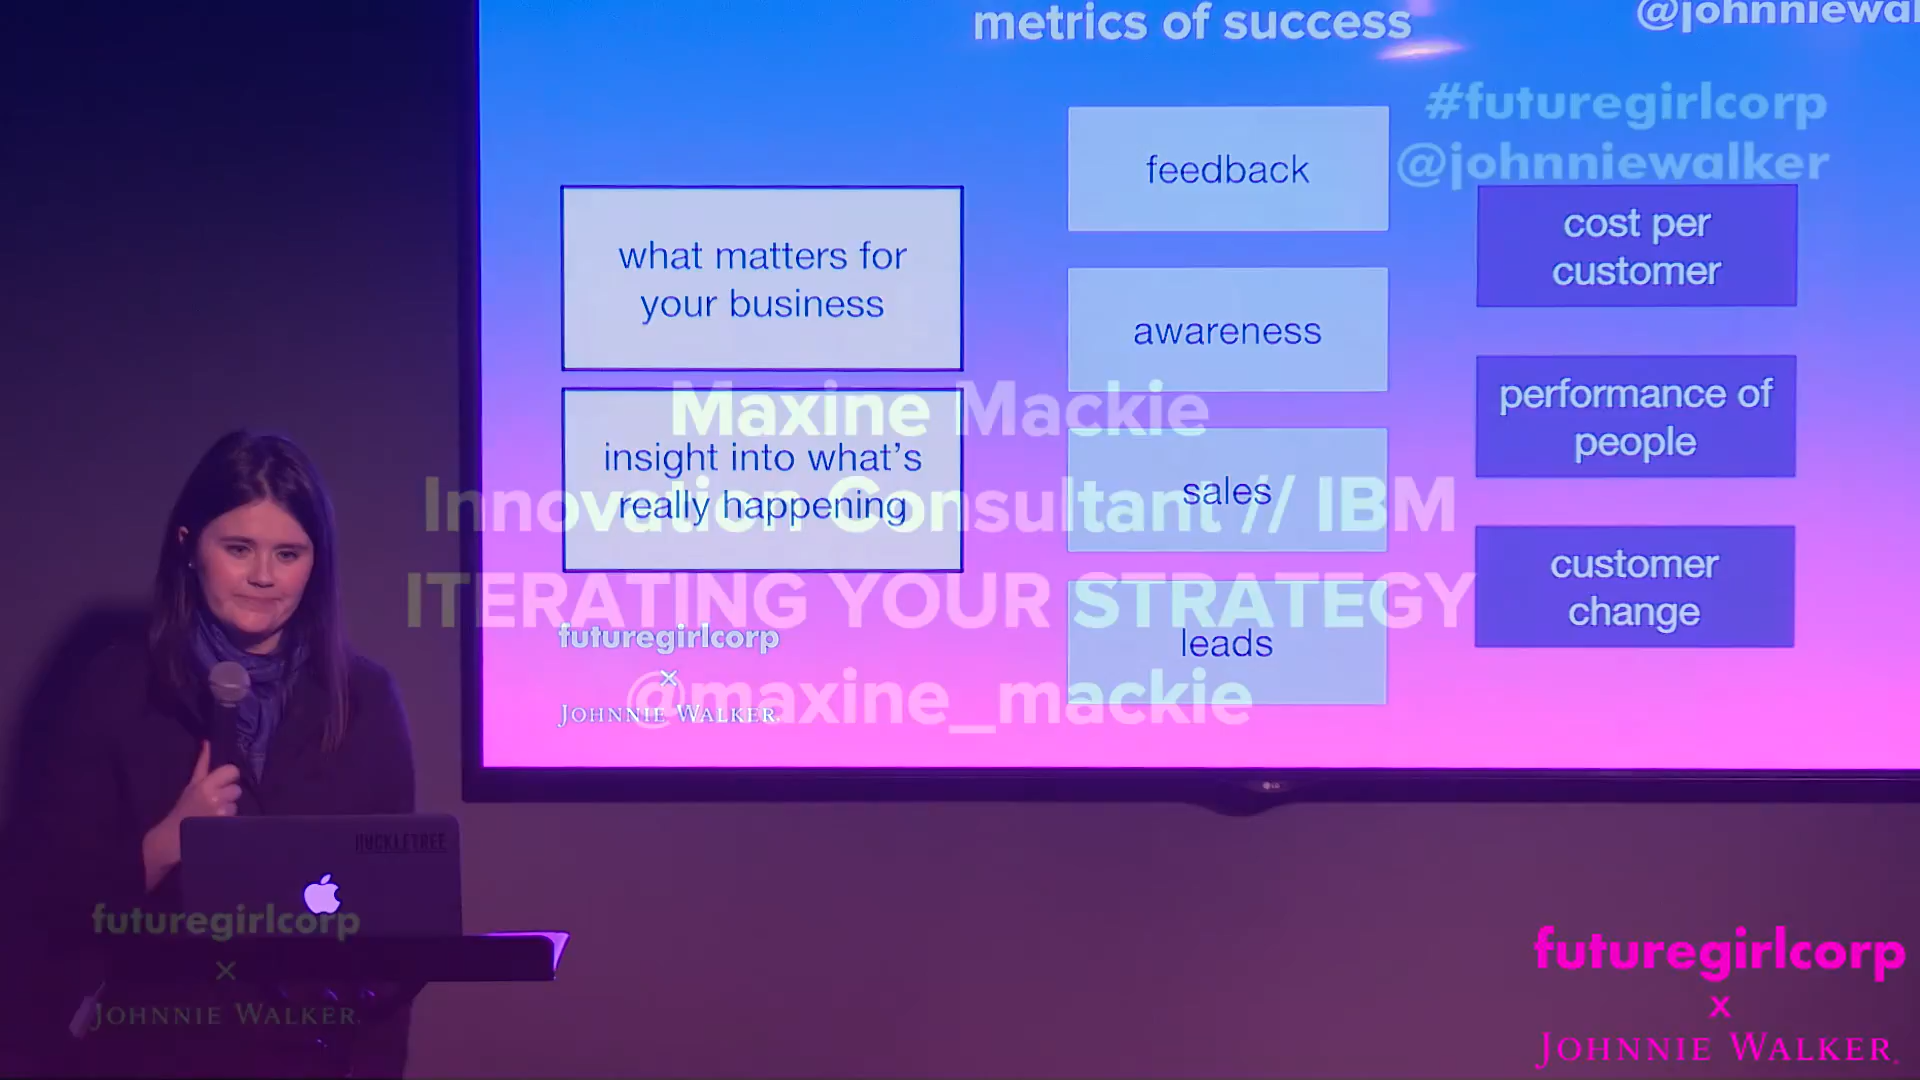 metrics of success
#futuregirlcorp
@johnniewalker
what matters for
your business
insight into what's
really happening
feedback
awareness
sales
leads
cost per
customer
performance of
people
customer
change
Maxine Mackie
Innovation Consultant // IBM
ITERATING YOUR STRATEGY
@maxine_mackie
futuregirlcorp
×
JOHNNIE WALKER.
LG
HUCKLETREE
futuregirlcorp
×
JOHNNIE WALKER.
futuregirlcorp
x
JOHNNIE WALKER.